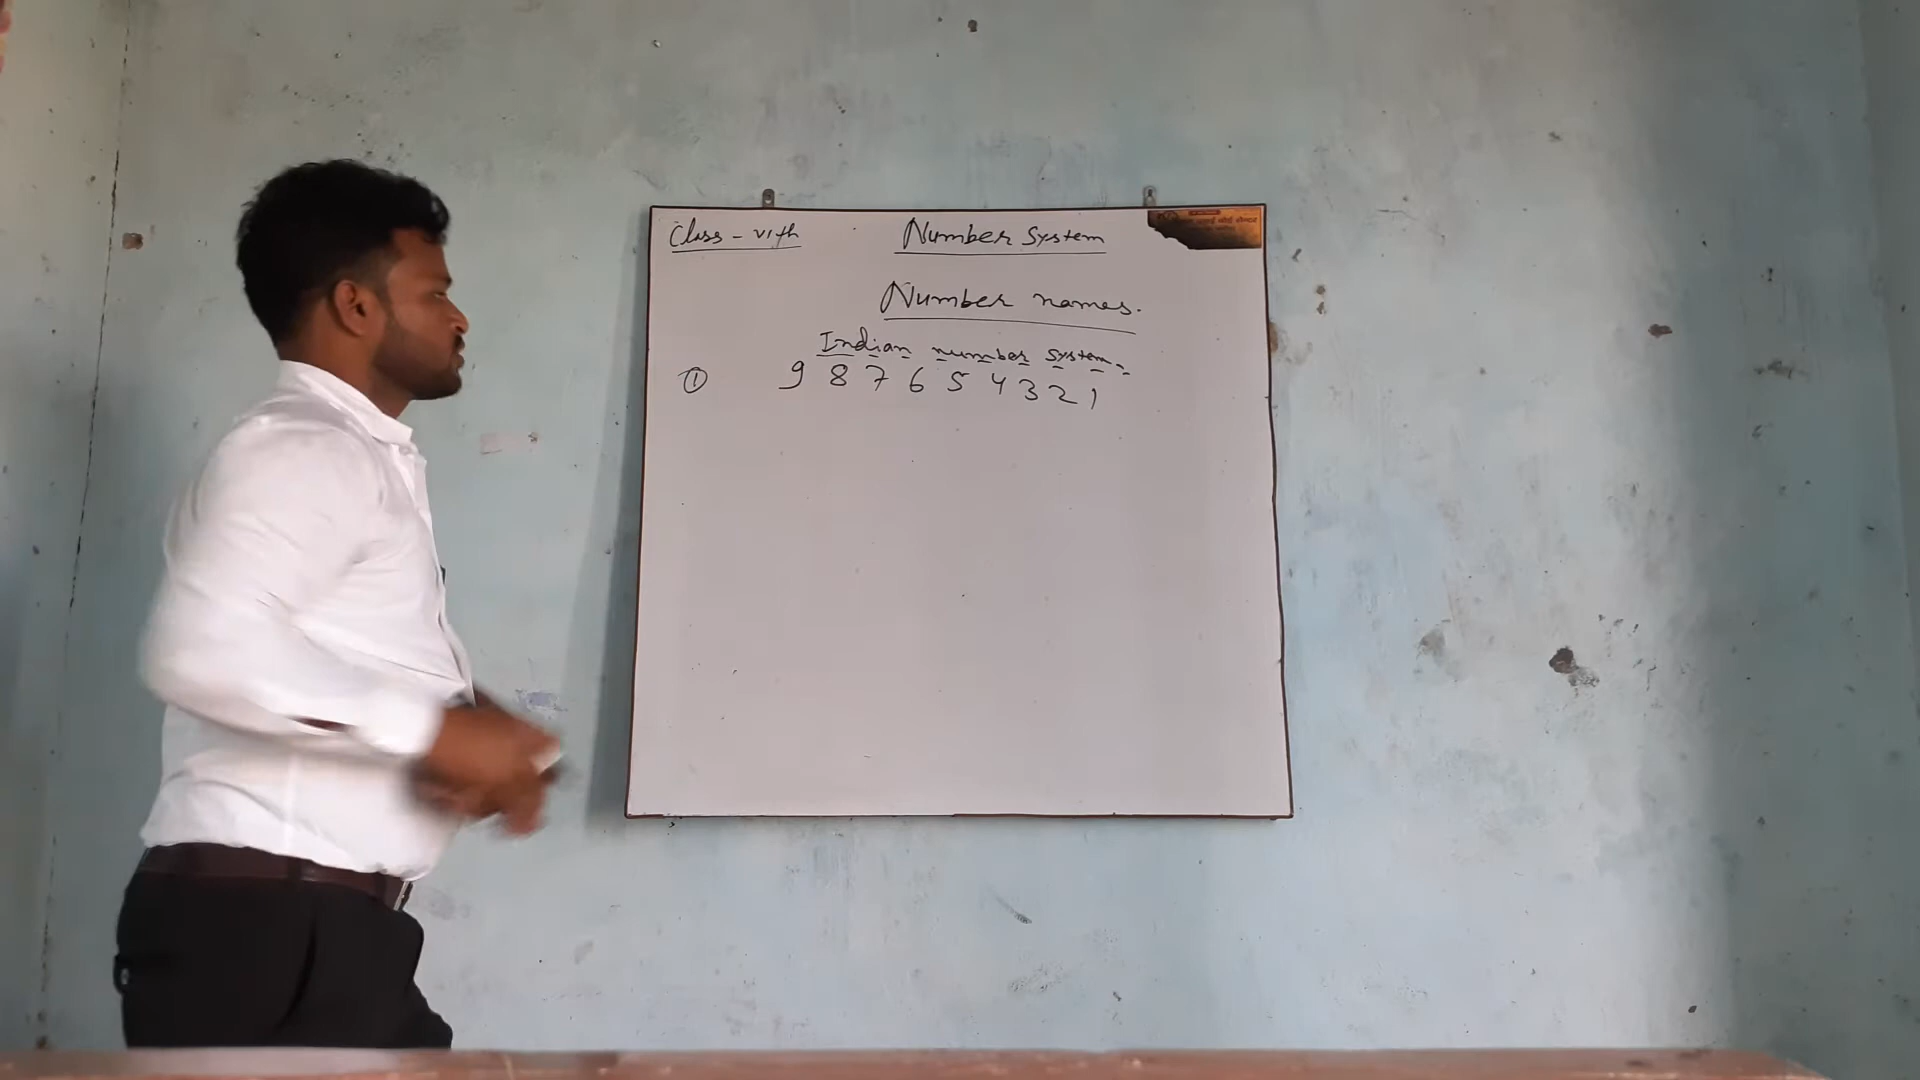 Class - VIth
Number System
Number names.
Indian number system
① 9 8 7 6 5 4 3 2 1